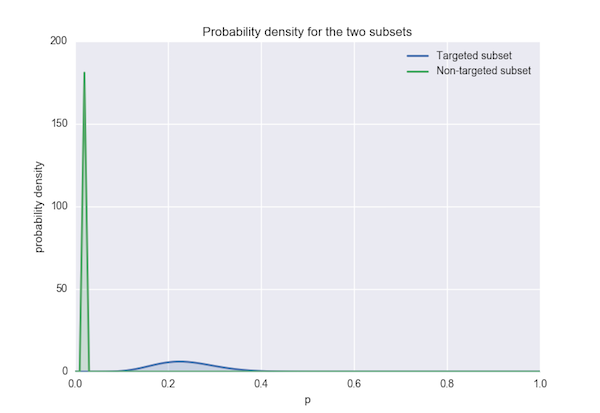 Probability density for the two subsets
200
Targeted subset
Non-targeted subset
150
probability density
100
50
0
0.0 0.2 0.4 0.6 0.8 1.0
p